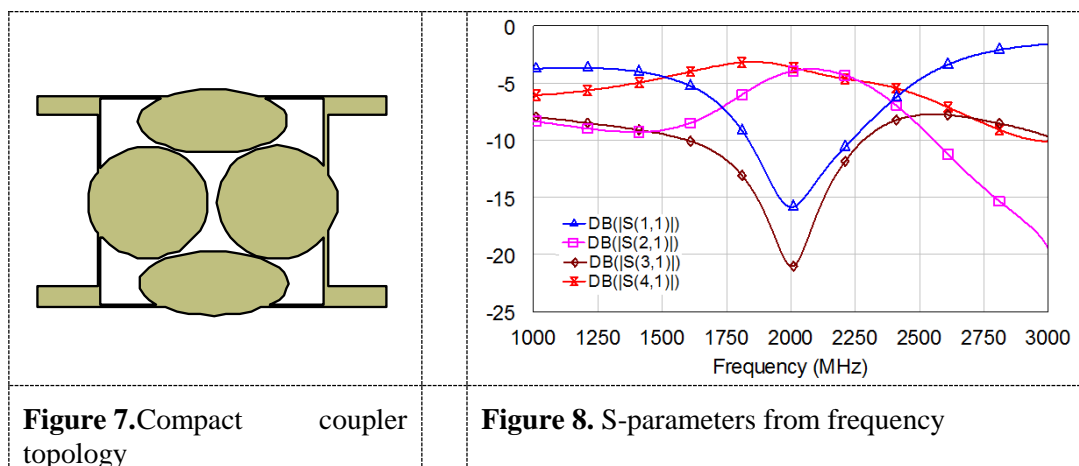 0
-5
-10
-15
-20
-25
DB(|S(1,1)|)
DB(|S(2,1)|)
DB(|S(3,1)|)
DB(|S(4,1)|)
1000 1250 1500 1750 2000 2250 2500 2750 3000
Frequency (MHz)
Figure 7.Compact coupler
topology
Figure 8. S-parameters from frequency